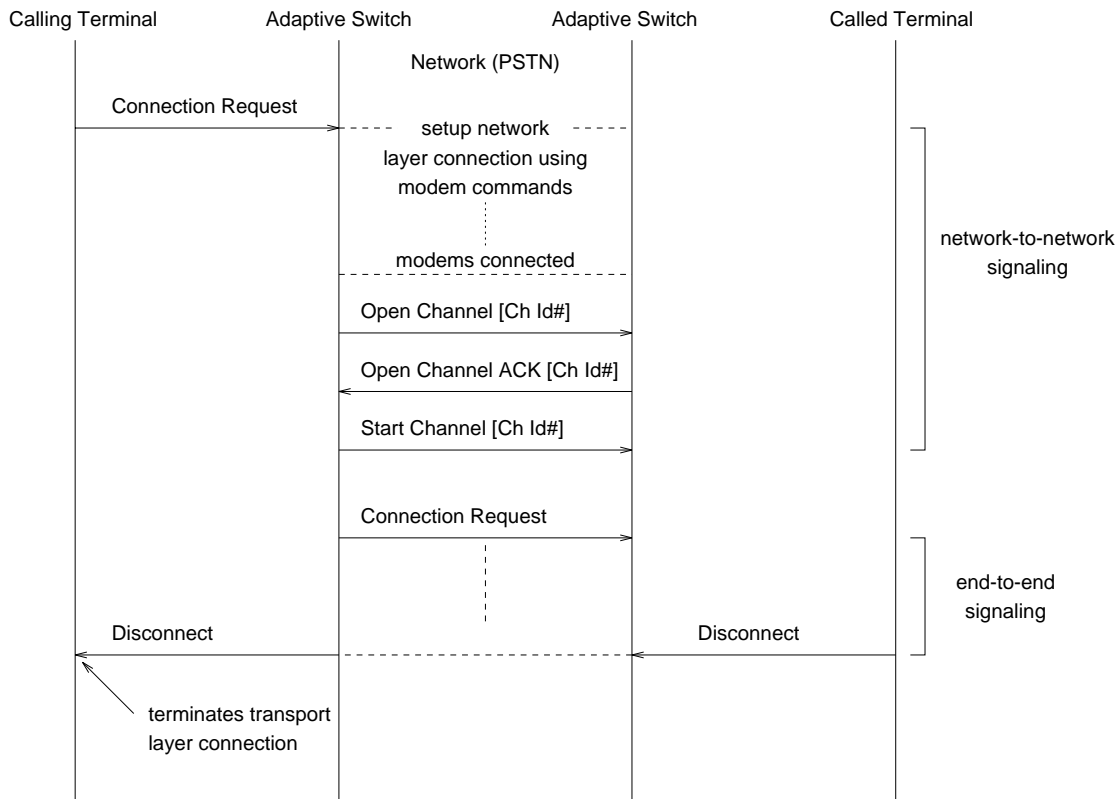 Calling Terminal
Adaptive Switch
Adaptive Switch
Called Terminal
Network (PSTN)
Connection Request
setup network
layer connection using
modem commands
network-to-network
signaling
modems connected
Open Channel [Ch Id#]
Open Channel ACK [Ch Id#]
Start Channel [Ch Id#]
Connection Request
end-to-end
signaling
Disconnect
Disconnect
terminates transport
layer connection